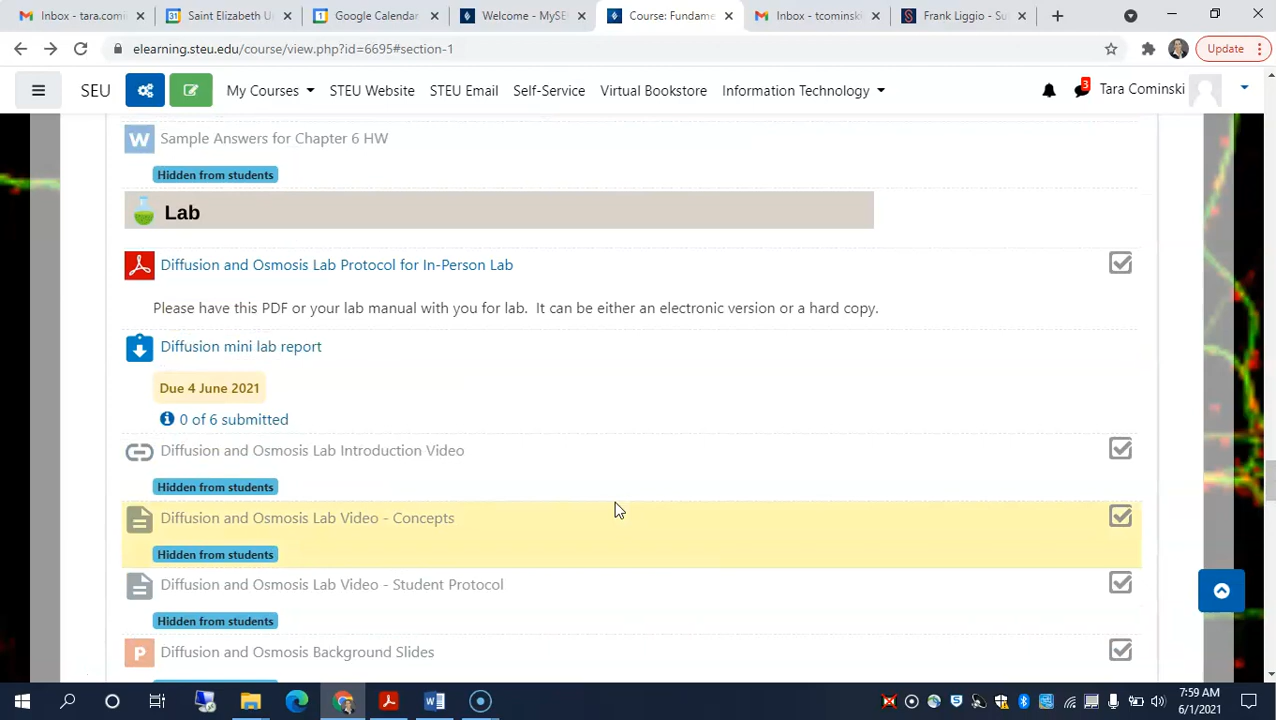 Inbox - tara.comin
Saint Elizabeth U
Google Calendar
Welcome - MySE
Course: Fundame
Inbox - tcominsk
Frank Liggio - Su
elearning.steu.edu/course/view.php?id=6695#section-1
Update
SEU
My Courses
STEU Website
STEU Email
Self-Service
Virtual Bookstore
Information Technology
3
Tara Cominski
W
Sample Answers for Chapter 6 HW
Hidden from students
Lab
Diffusion and Osmosis Lab Protocol for In-Person Lab
Please have this PDF or your lab manual with you for lab. It can be either an electronic version or a hard copy.
Diffusion mini lab report
Due 4 June 2021
0 of 6 submitted
Diffusion and Osmosis Lab Introduction Video
Hidden from students
Diffusion and Osmosis Lab Video - Concepts
Hidden from students
Diffusion and Osmosis Lab Video - Student Protocol
Hidden from students
P
Diffusion and Osmosis Background Slides
7:59 AM
6/1/2021